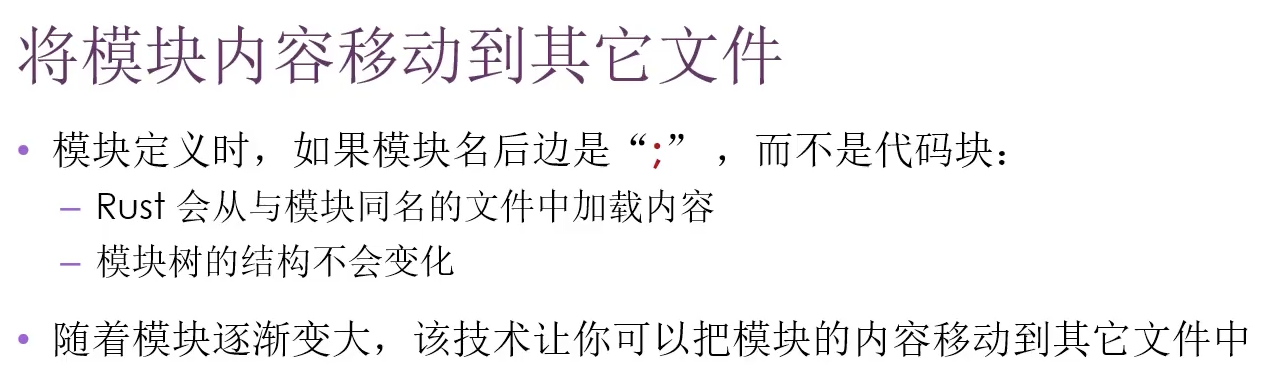 将模块内容移动到其它文件
• 模块定义时，如果模块名后边是“;”，而不是代码块：
– Rust 会从与模块同名的文件中加载内容
– 模块树的结构不会变化
• 随着模块逐渐变大，该技术让你可以把模块的内容移动到其它文件中